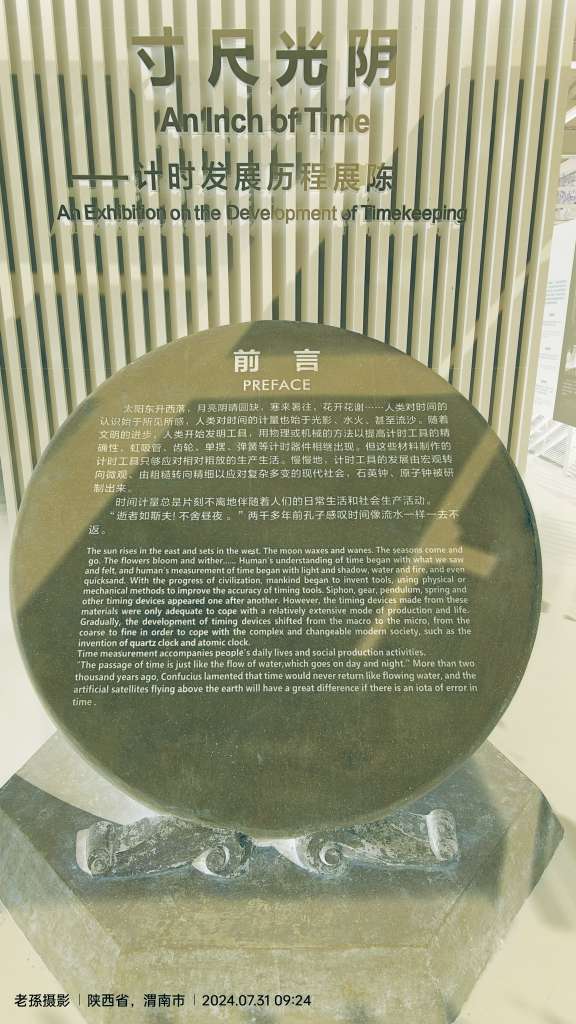 寸尺光阴
An Inch of Time
——计时发展历程展陈
An Exhibition on the Development of Timekeeping
前言
PREFACE
太阳东升西落，月亮阴晴圆缺，寒来暑往，花开花谢……人类对时间的
认识始于所见所感，人类对时间的计量也始于光影、水火、甚至流沙。随着
文明的进步，人类开始发明工具，用物理或机械的方法以提高计时工具的精
确性，虹吸管、齿轮、单摆、弹簧等计时器件相继出现。但这些材料制作的
计时工具只够应对相对粗放的生产生活。慢慢地，计时工具的发展由宏观转
向微观、由粗糙转向精细以应对复杂多变的现代社会，石英钟、原子钟被研
制出来。
时间计量总是片刻不离地伴随着人们的日常生活和社会生产活动。
“逝者如斯夫！不舍昼夜。”两千多年前孔子感叹时间像流水一样一去不
返。
The sun rises in the east and sets in the west. The moon waxes and wanes. The seasons come and
go. The flowers bloom and wither...... Human's understanding of time began with what we saw
and felt, and human's measurement of time began with light and shadow, water and fire, and even
quicksand. With the progress of civilization, mankind began to invent tools, using physical or
mechanical methods to improve the accuracy of timing tools. Siphon, gear, pendulum, spring and
other timing devices appeared one after another. However, the timing devices made from these
materials were only adequate to cope with a relatively extensive mode of production and life.
Gradually, the development of timing devices shifted from the macro to the micro, from the
coarse to fine in order to cope with the complex and changeable modern society, such as the
invention of quartz clock and atomic clock.
Time measurement accompanies people's daily lives and social production activities.
"The passage of time is just like the flow of water,which goes on day and night." More than two
thousand years ago, Confucius lamented that time would never return like flowing water, and the
artificial satellites flying above the earth will have a great difference if there is an iota of error in
time .
老孫摄影 | 陕西省，渭南市 | 2024.07.31 09:24